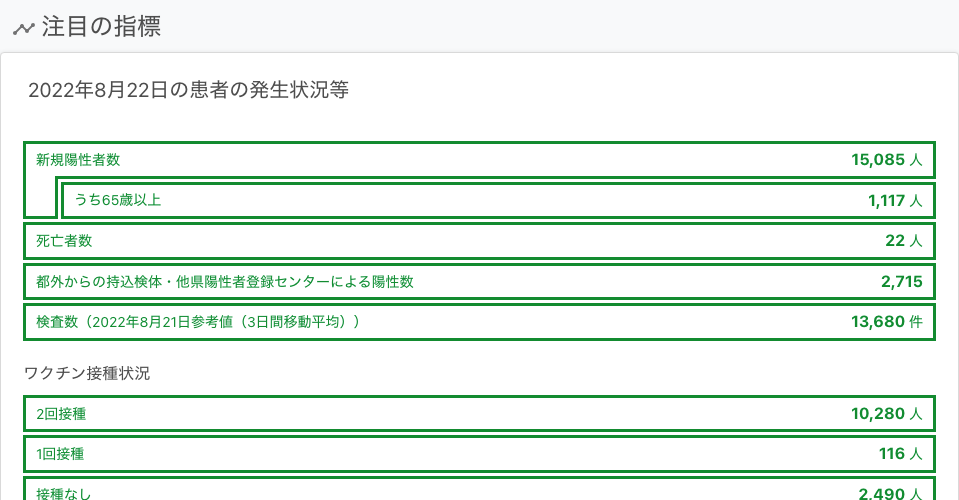 注目の指標
2022年8月22日の患者の発生状況等
新規陽性者数 15,085 人
うち65歳以上 1,117 人
死亡者数 22 人
都外からの持込検体・他県陽性者登録センターによる陽性数 2,715
検査数（2022年8月21日参考値（3日間移動平均）） 13,680 件
ワクチン接種状況
2回接種 10,280 人
1回接種 116 人
接種なし 2,490 人